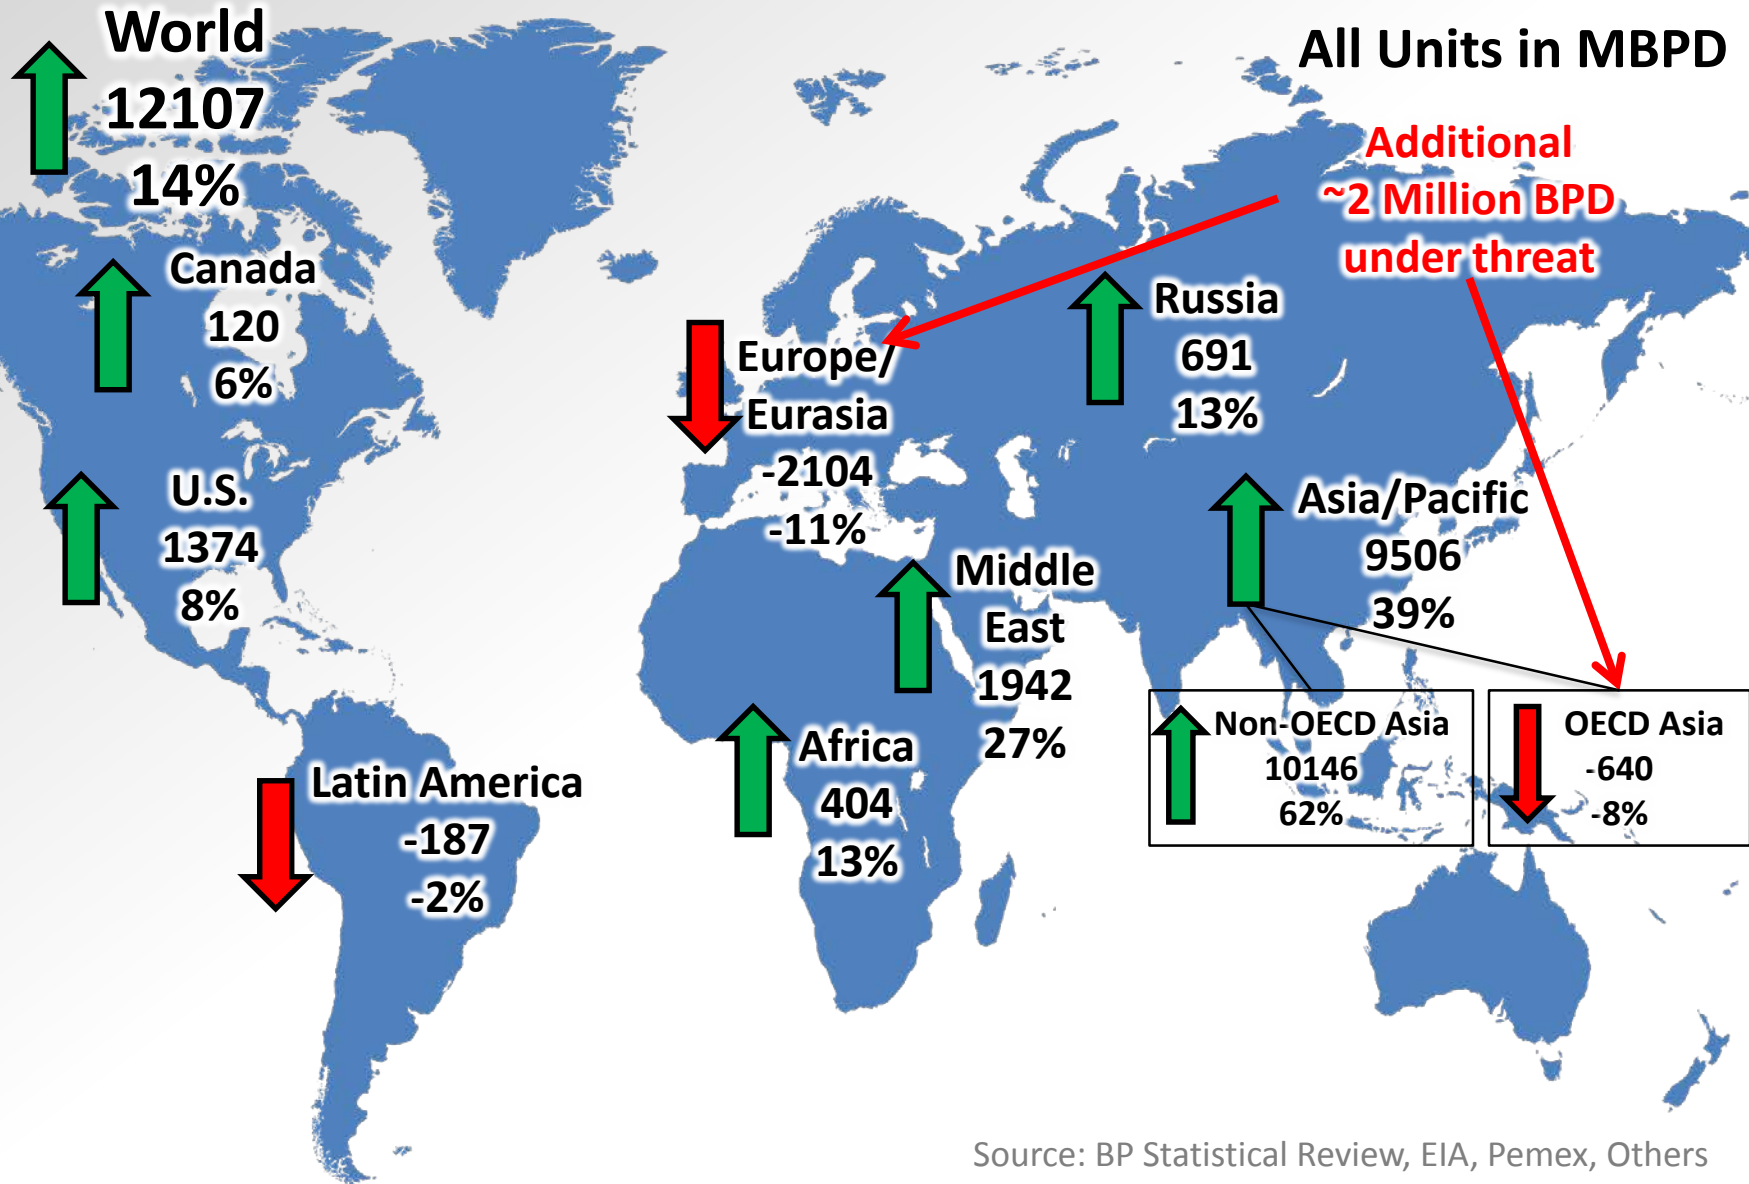 World
12107
14%
All Units in MBPD
Additional
~2 Million BPD
under threat
Canada
120
6%
Russia
691
13%
Europe/
Eurasia
-2104
-11%
U.S.
1374
8%
Asia/Pacific
9506
39%
Middle
East
1942
27%
Non-OECD Asia
10146
62%
OECD Asia
-640
-8%
Africa
404
13%
Latin America
-187
-2%
Source: BP Statistical Review, EIA, Pemex, Others